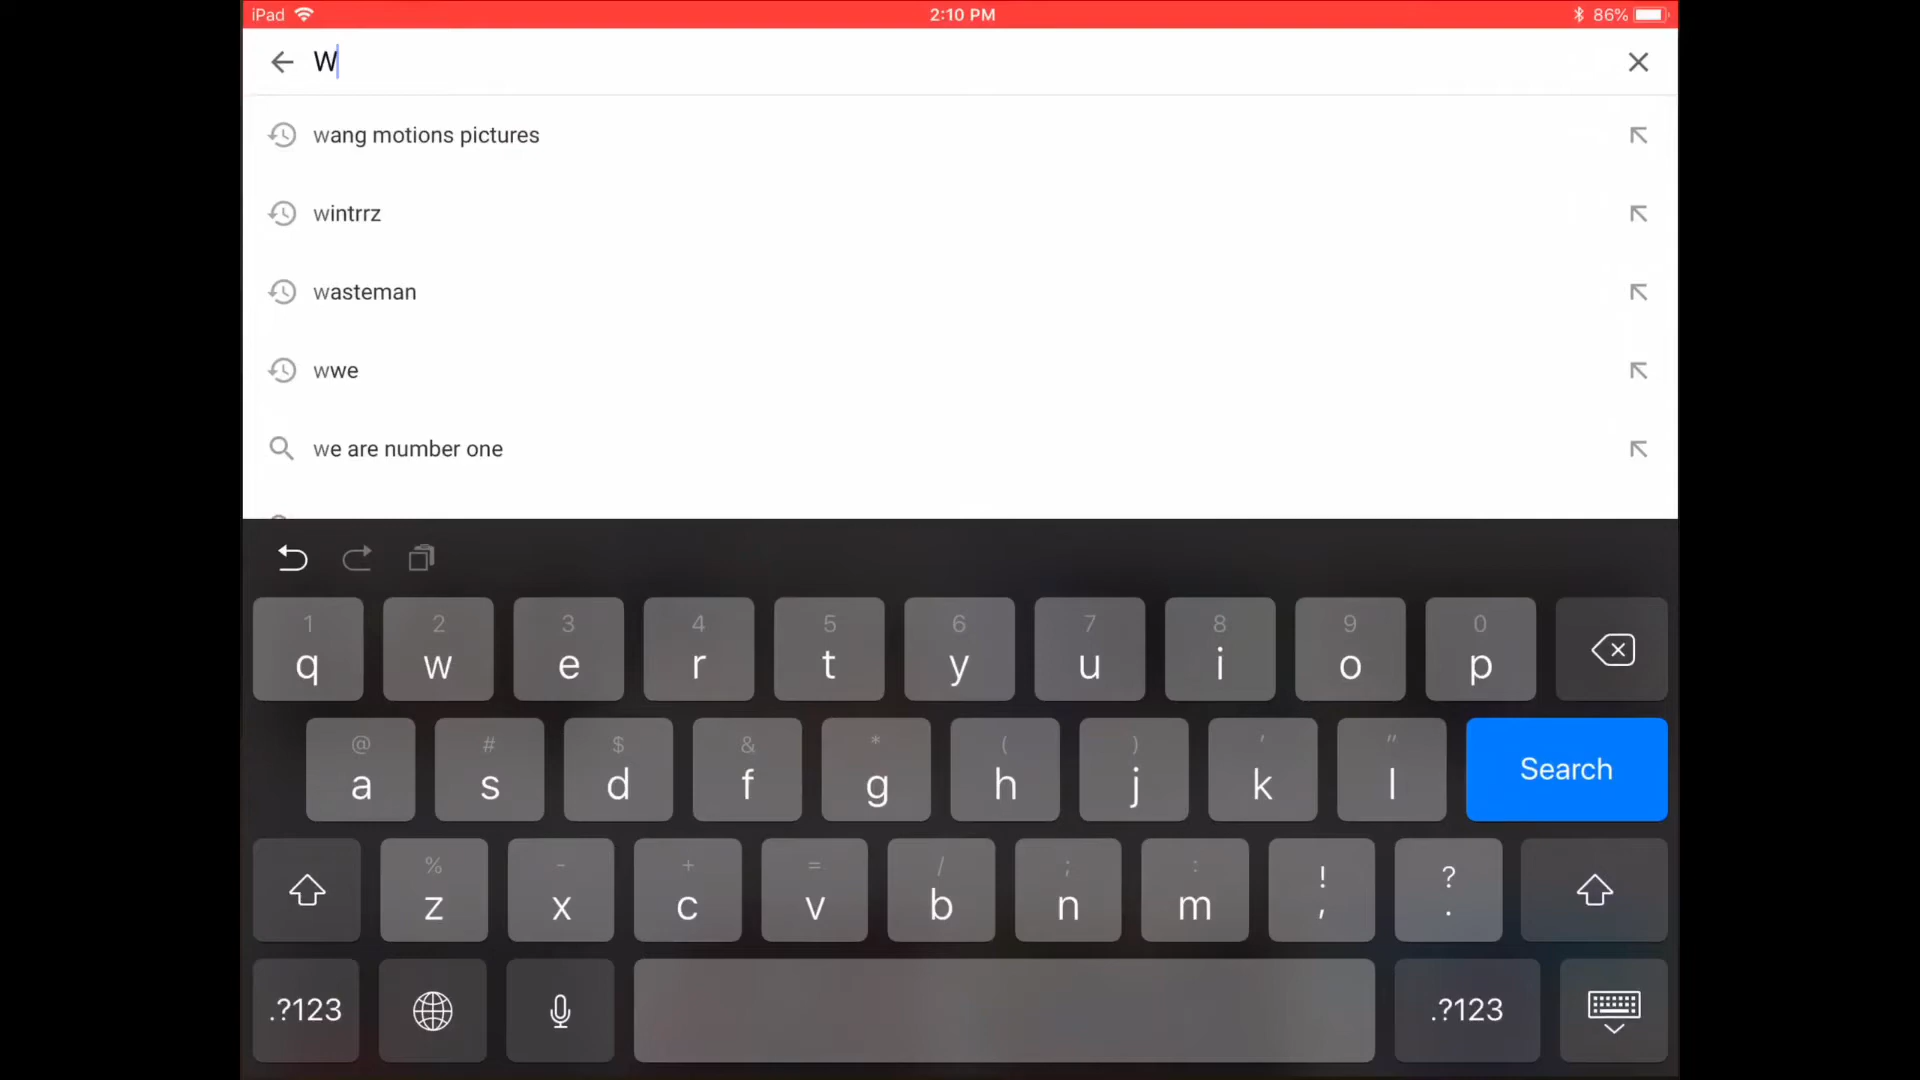 iPad 2:10 PM 86%
W
wang motions pictures
wintrrz
wasteman
wwe
we are number one
1 2 3 4 5 6 7 8 9 0
q w e r t y u i o p
@ # $ & * ( ) ' "
a s d f g h j k l Search
% - + = / ; : ! ?
z x c v b n m , .
.?123 .?123